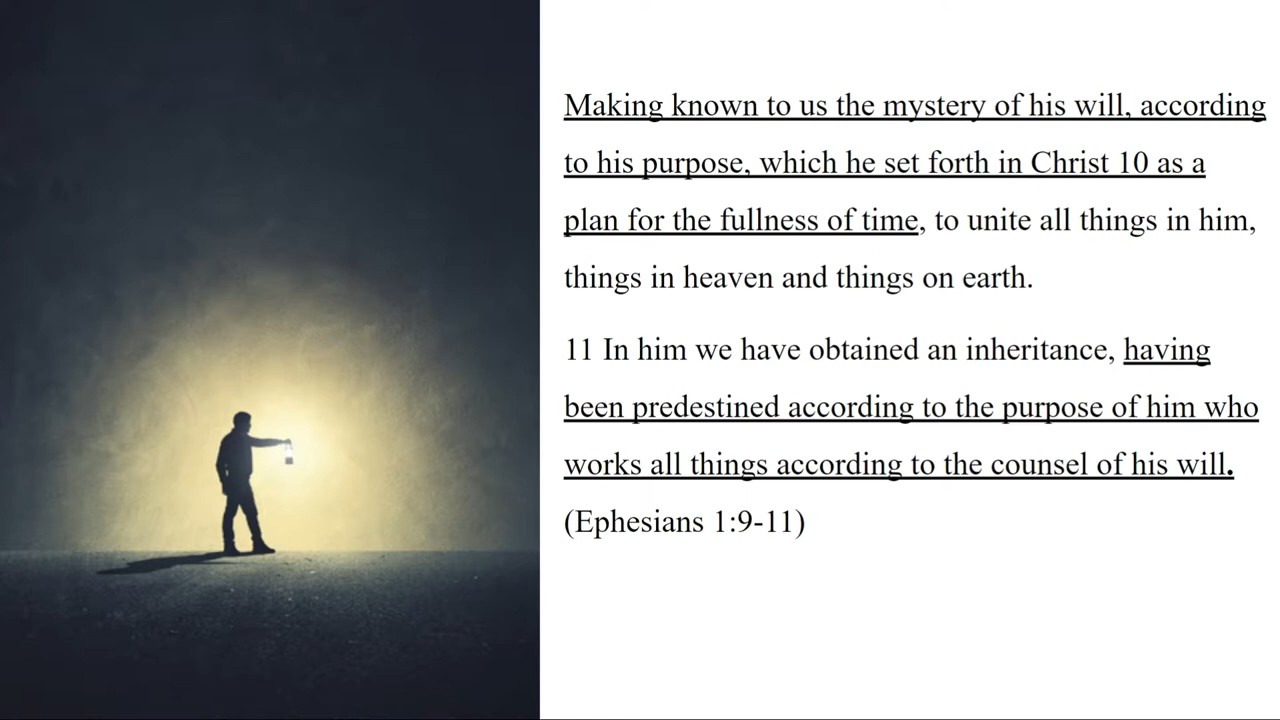 Making known to us the mystery of his will, according
to his purpose, which he set forth in Christ 10 as a
plan for the fullness of time, to unite all things in him,
things in heaven and things on earth.
11 In him we have obtained an inheritance, having
been predestined according to the purpose of him who
works all things according to the counsel of his will.
(Ephesians 1:9-11)